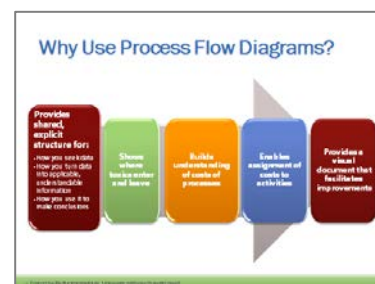 Why Use Process Flow Diagrams?
Provides
shared,
explicit
structure for:
- How you seek data
- How you turn data
into applicable,
understandable
information
- How you use it to
make conclusions
Shows
where
toxics enter
and leave
Builds
understanding
of costs of
processes
Enables
assignment of
costs to
activities
Provides a
visual
document that
facilitates
improvements